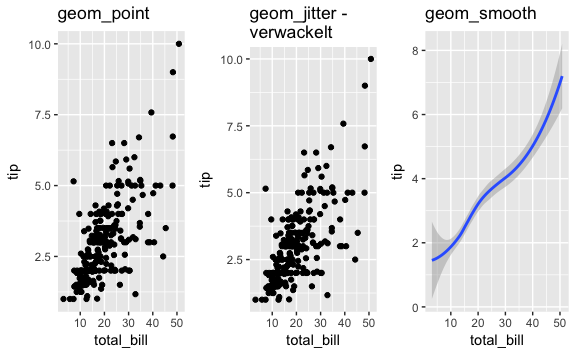 geom_point
10.0
7.5
5.0
2.5
tip
10 20 30 40 50
total_bill
geom_jitter -
verwackelt
10.0
7.5
5.0
2.5
tip
10 20 30 40 50
total_bill
geom_smooth
8
6
4
2
0
tip
10 20 30 40 50
total_bill